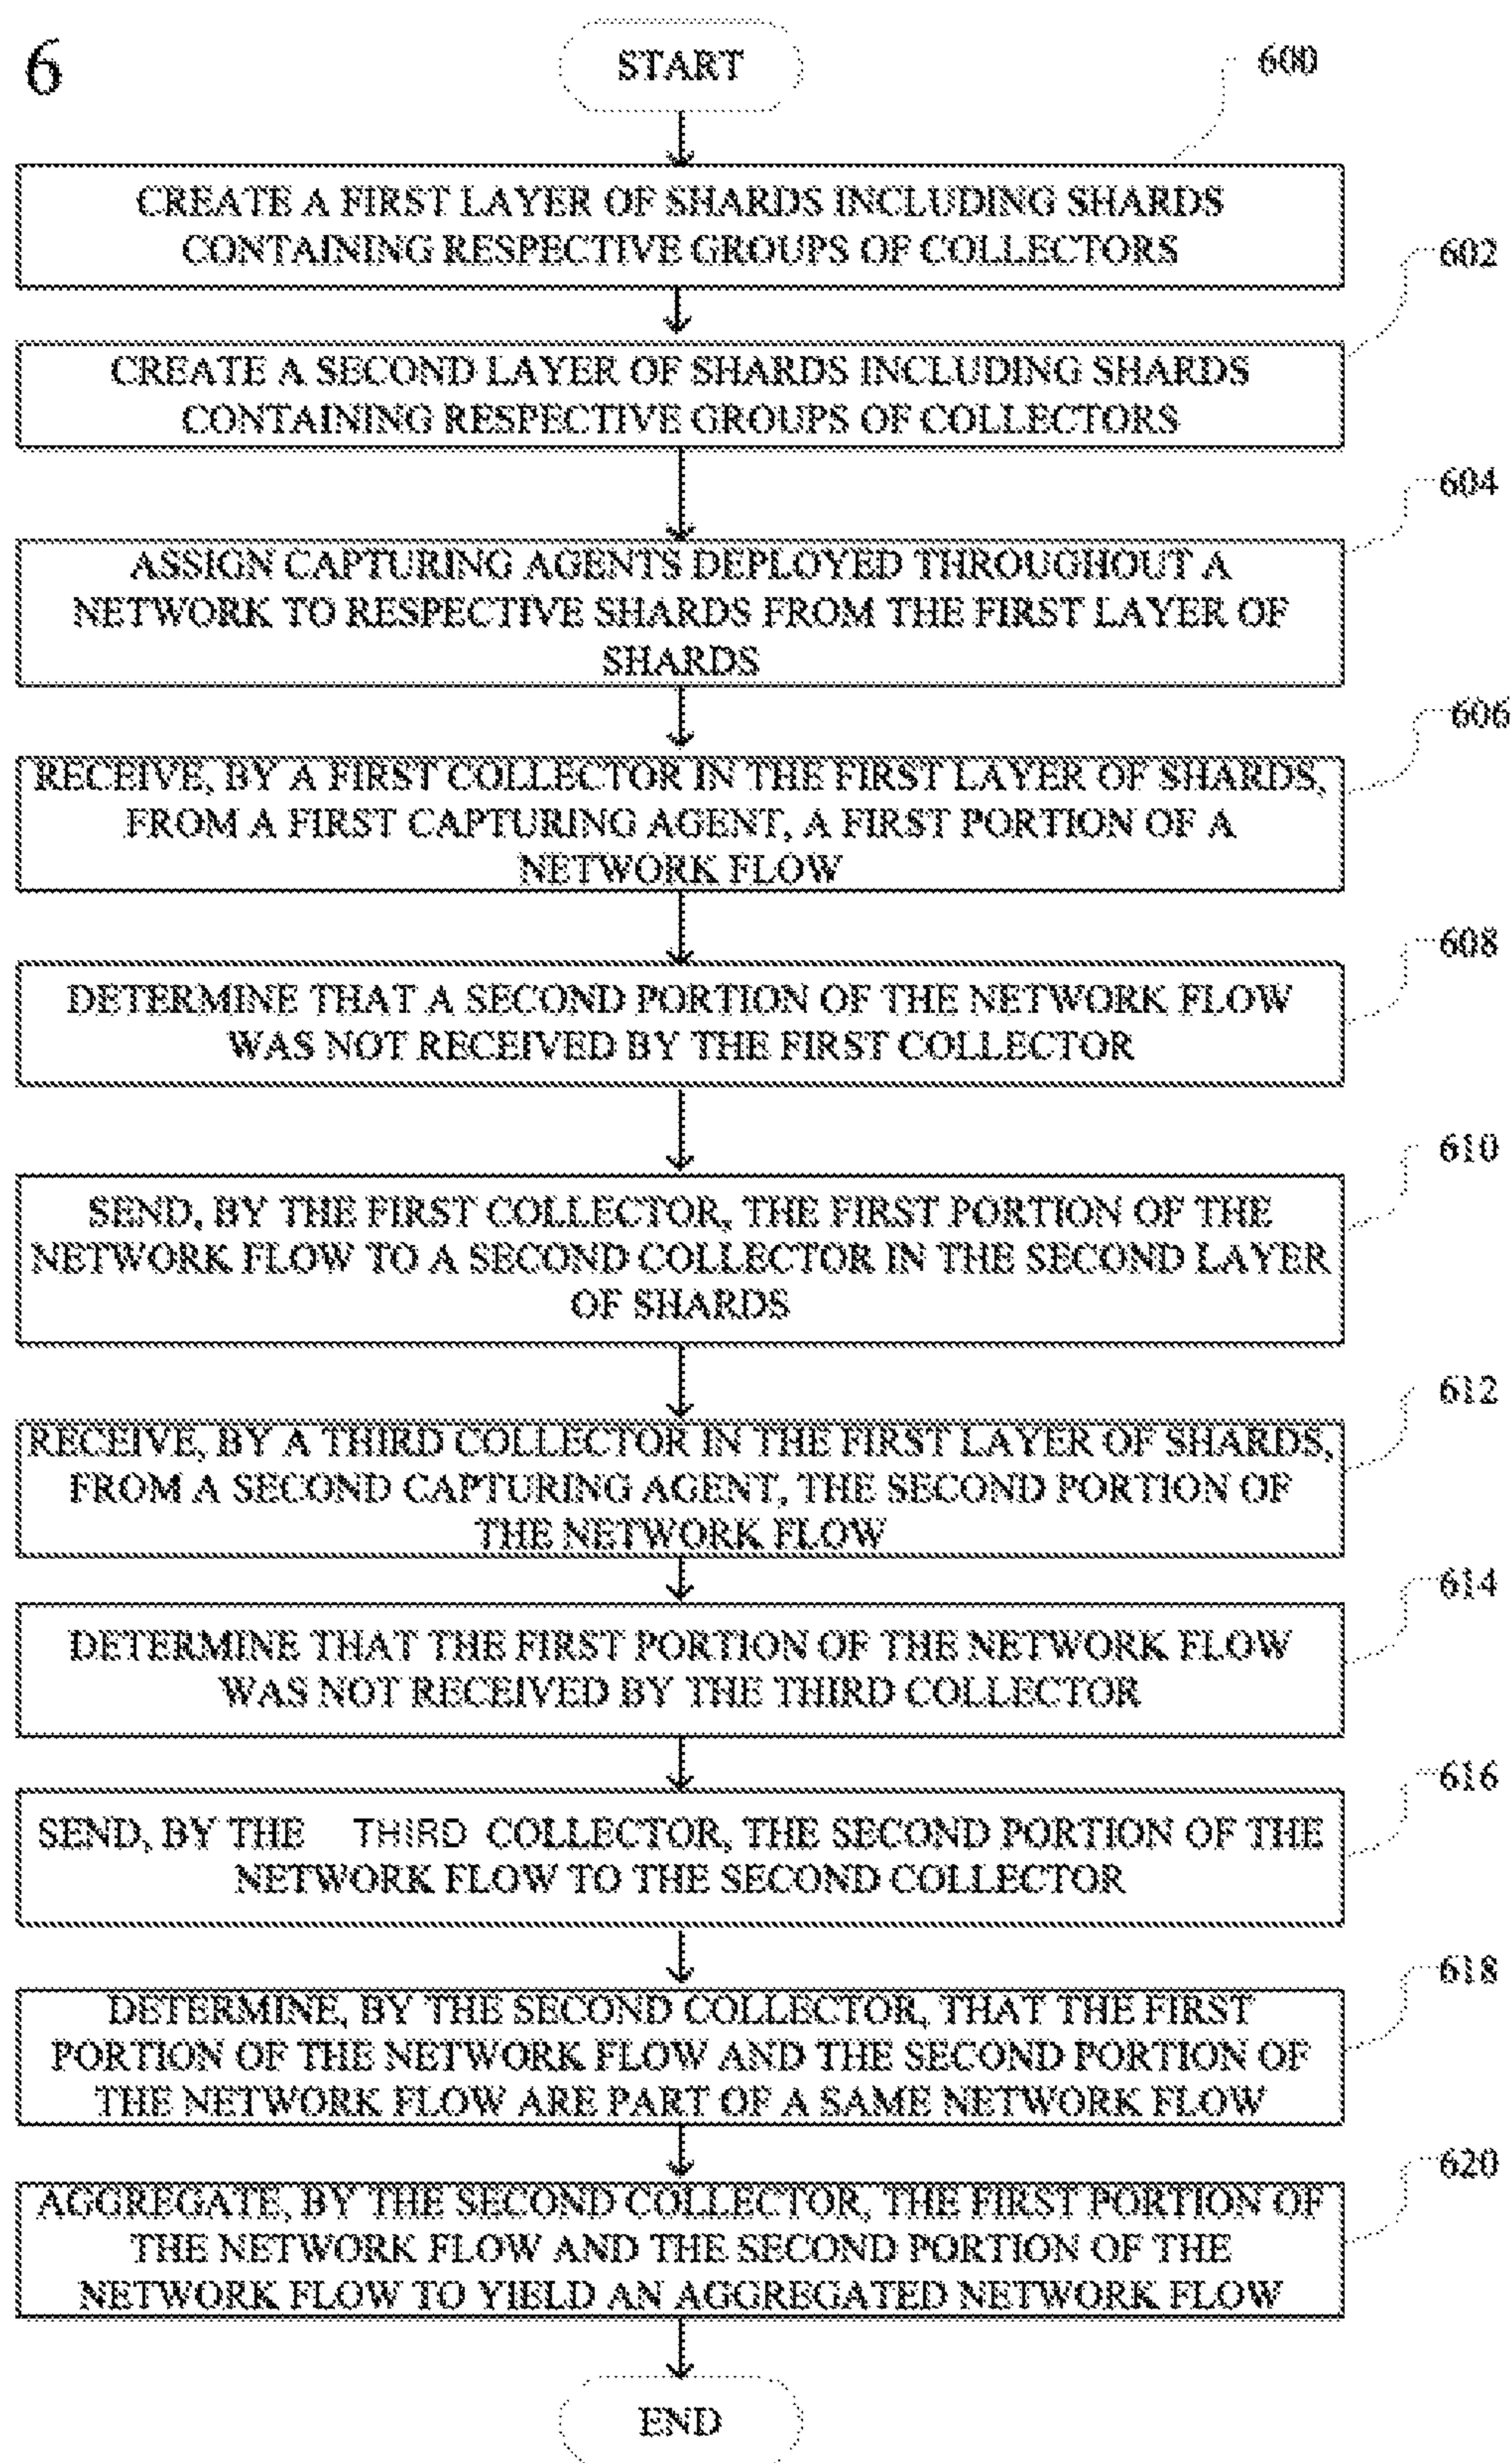 6
START
600
CREATE A FIRST LAYER OF SHARDS INCLUDING SHARDS
CONTAINING RESPECTIVE GROUPS OF COLLECTORS
602
CREATE A SECOND LAYER OF SHARDS INCLUDING SHARDS
CONTAINING RESPECTIVE GROUPS OF COLLECTORS
604
ASSIGN CAPTURING AGENTS DEPLOYED THROUGHOUT A
NETWORK TO RESPECTIVE SHARDS FROM THE FIRST LAYER OF
SHARDS
606
RECEIVE, BY A FIRST COLLECTOR IN THE FIRST LAYER OF SHARDS,
FROM A FIRST CAPTURING AGENT, A FIRST PORTION OF A
NETWORK FLOW
608
DETERMINE THAT A SECOND PORTION OF THE NETWORK FLOW
WAS NOT RECEIVED BY THE FIRST COLLECTOR
610
SEND, BY THE FIRST COLLECTOR, THE FIRST PORTION OF THE
NETWORK FLOW TO A SECOND COLLECTOR IN THE SECOND LAYER
OF SHARDS
612
RECEIVE, BY A THIRD COLLECTOR IN THE FIRST LAYER OF SHARDS,
FROM A SECOND CAPTURING AGENT, THE SECOND PORTION OF
THE NETWORK FLOW
614
DETERMINE THAT THE FIRST PORTION OF THE NETWORK FLOW
WAS NOT RECEIVED BY THE THIRD COLLECTOR
616
SEND, BY THE THIRD COLLECTOR, THE SECOND PORTION OF THE
NETWORK FLOW TO THE SECOND COLLECTOR
618
DETERMINE, BY THE SECOND COLLECTOR, THAT THE FIRST
PORTION OF THE NETWORK FLOW AND THE SECOND PORTION OF
THE NETWORK FLOW ARE PART OF A SAME NETWORK FLOW
620
AGGREGATE, BY THE SECOND COLLECTOR, THE FIRST PORTION OF
THE NETWORK FLOW AND THE SECOND PORTION OF THE
NETWORK FLOW TO YIELD AN AGGREGATED NETWORK FLOW
END